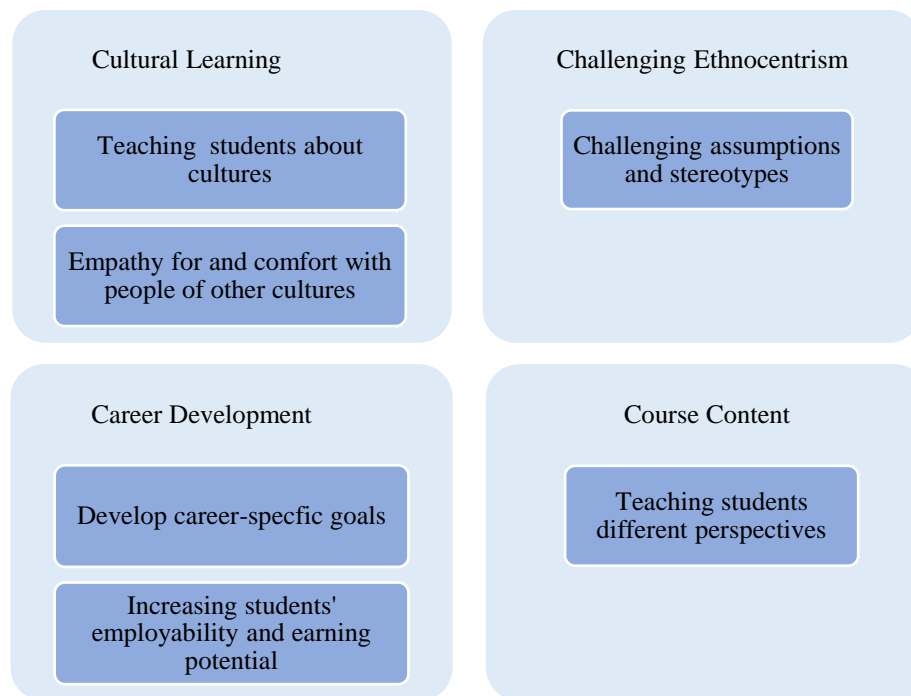 Cultural Learning
Teaching  students about
cultures
Empathy for and comfort with
people of other cultures
Challenging Ethnocentrism
Challenging assumptions
and stereotypes
Career Development
Develop career-specfic goals
Increasing students'
employability and earning
potential
Course Content
Teaching students
different perspectives